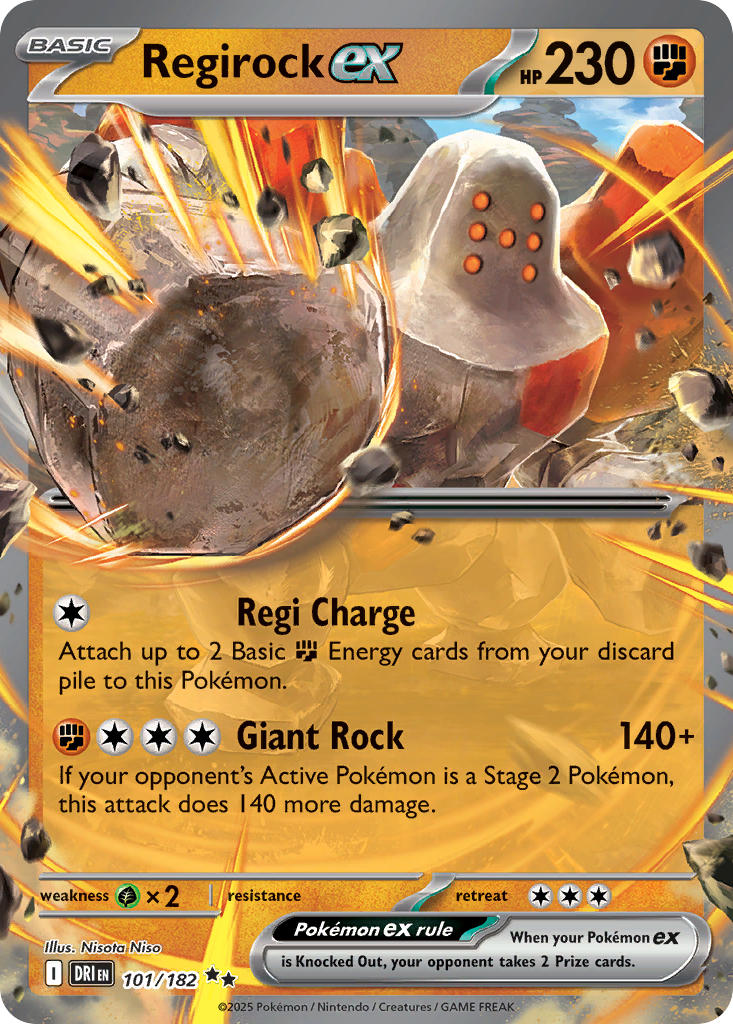 BASIC
Regirock ex
HP 230
Regi Charge
Attach up to 2 Basic Energy cards from your discard
pile to this Pokémon.
Giant Rock 140+
If your opponent's Active Pokémon is a Stage 2 Pokémon,
this attack does 140 more damage.
weakness ×2 resistance retreat
Illus. Nisota Niso
Pokémon ex rule
When your Pokémon ex
is Knocked Out, your opponent takes 2 Prize cards.
I DRI EN 101/182 ★★
©2025 Pokémon / Nintendo / Creatures / GAME FREAK